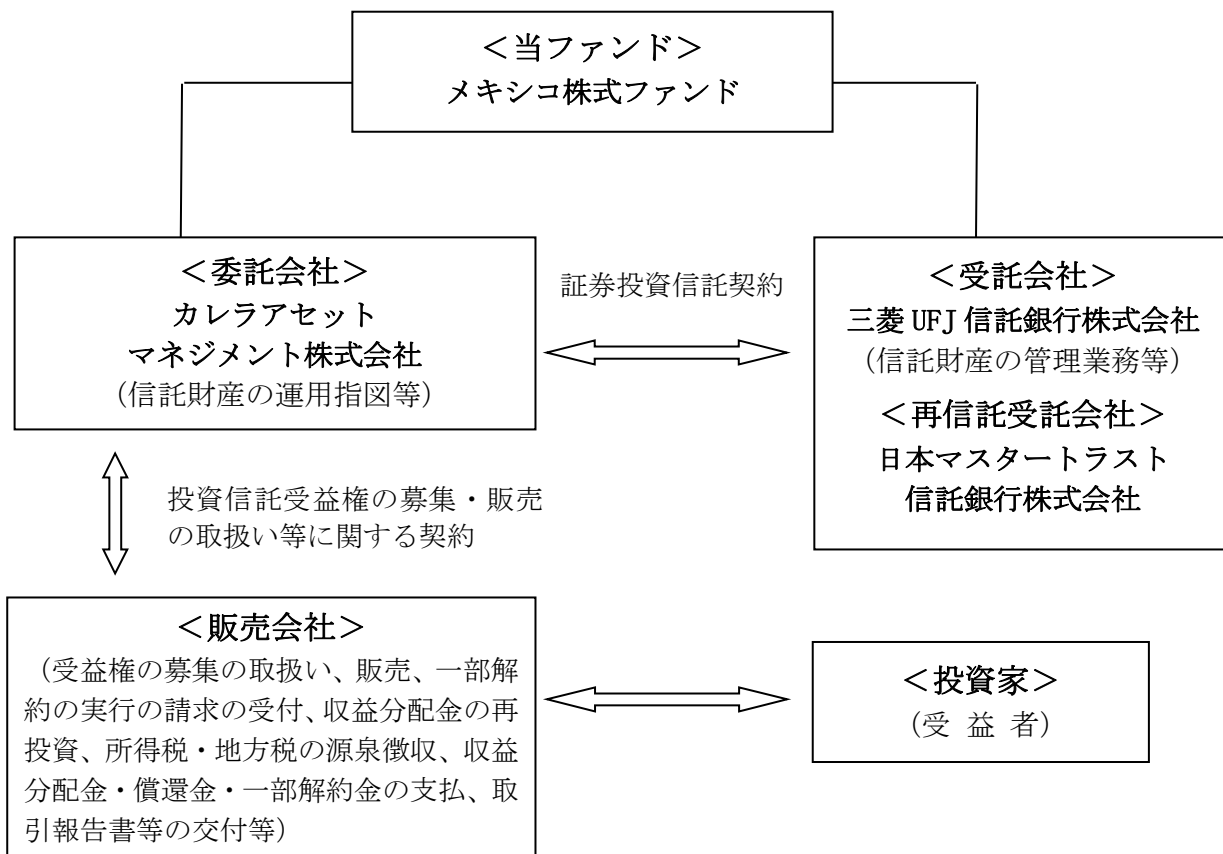 ＜当ファンド＞
メキシコ株式ファンド
＜委託会社＞
カレラアセット
マネジメント株式会社
（信託財産の運用指図等）
証券投資信託契約
＜受託会社＞
三菱 UFJ 信託銀行株式会社
（信託財産の管理業務等）
＜再信託受託会社＞
日本マスタートラスト
信託銀行株式会社
投資信託受益権の募集・販売
の取扱い等に関する契約
＜販売会社＞
（受益権の募集の取扱い、販売、一部解
約の実行の請求の受付、収益分配金の再
投資、所得税・地方税の源泉徴収、収益
分配金・償還金・一部解約金の支払、取
引報告書等の交付等）
＜投資家＞
（受 益 者）